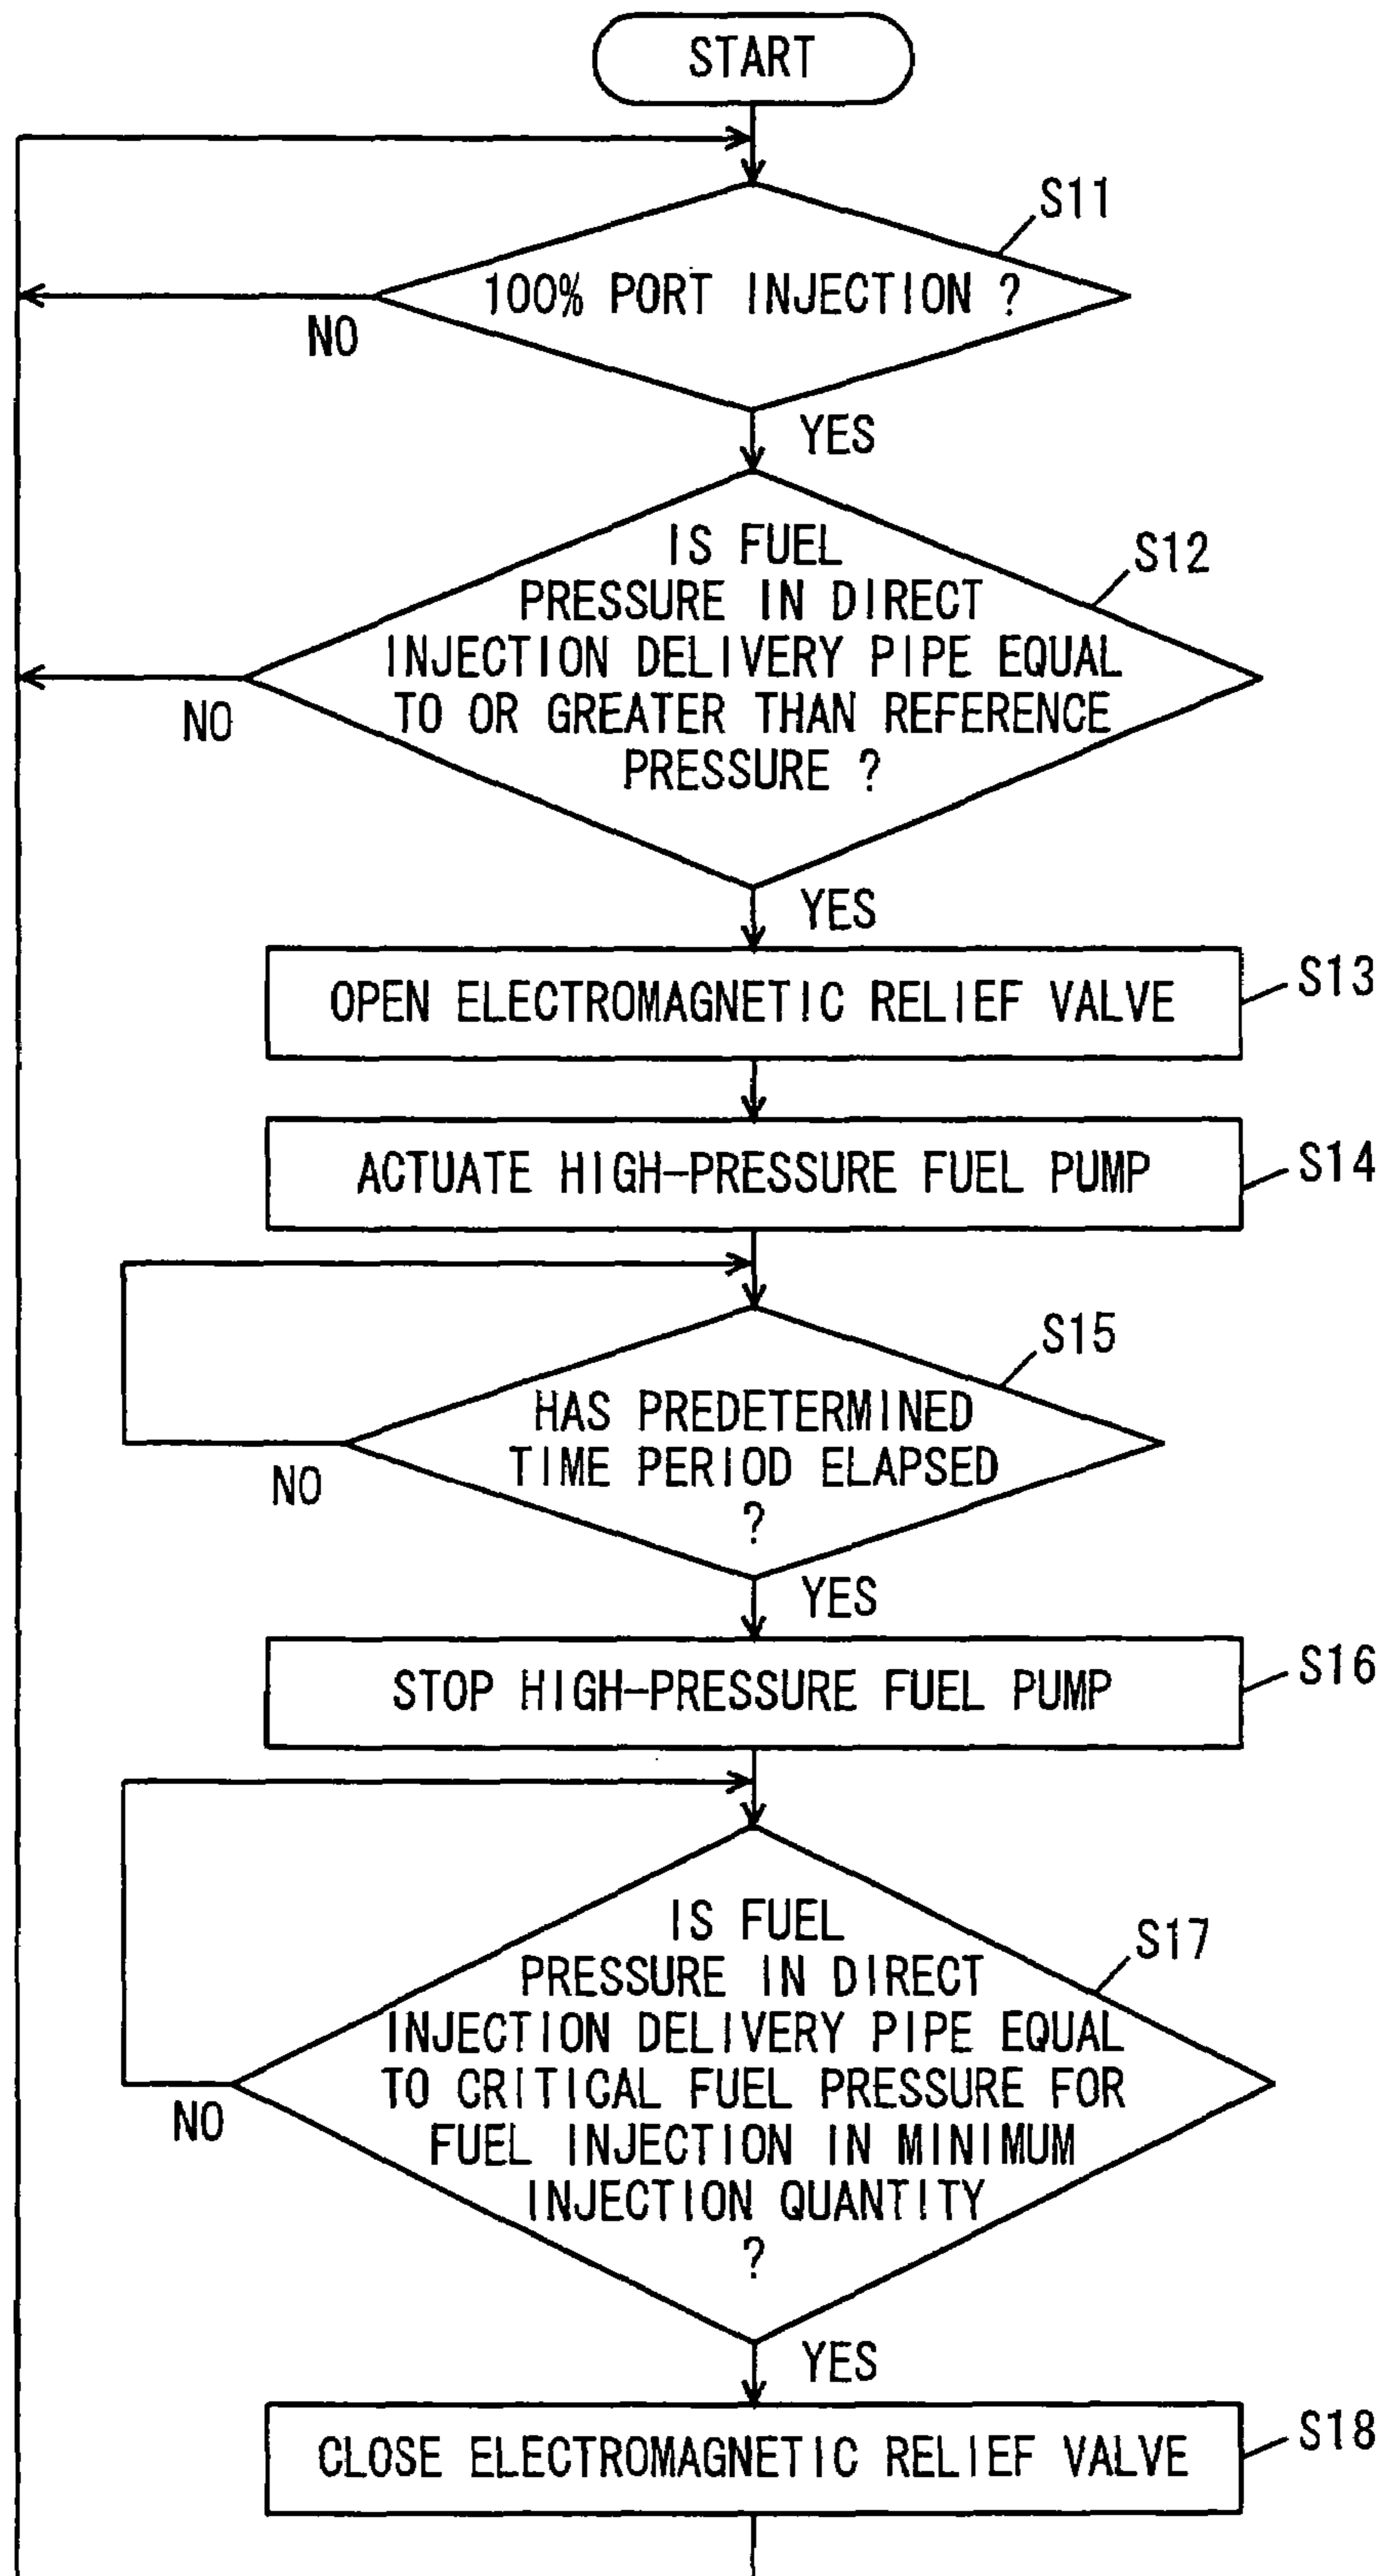 START
S11
100% PORT INJECTION ?
NO
YES
IS FUEL
PRESSURE IN DIRECT
INJECTION DELIVERY PIPE EQUAL
TO OR GREATER THAN REFERENCE
PRESSURE ?
S12
NO
YES
OPEN ELECTROMAGNETIC RELIEF VALVE
S13
ACTUATE HIGH-PRESSURE FUEL PUMP
S14
S15
HAS PREDETERMINED
TIME PERIOD ELAPSED
?
NO
YES
STOP HIGH-PRESSURE FUEL PUMP
S16
IS FUEL
PRESSURE IN DIRECT
INJECTION DELIVERY PIPE EQUAL
TO CRITICAL FUEL PRESSURE FOR
FUEL INJECTION IN MINIMUM
INJECTION QUANTITY
?
S17
NO
YES
CLOSE ELECTROMAGNETIC RELIEF VALVE
S18